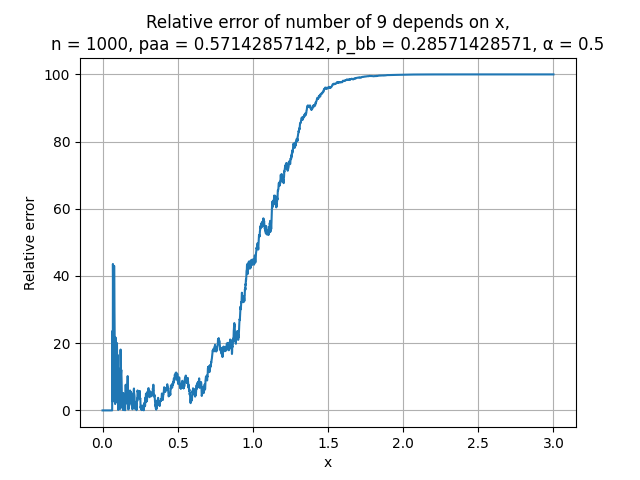 Relative error of number of 9 depends on x,
n = 1000, paa = 0.57142857142, p_bb = 0.28571428571, α = 0.5
100
80
60
40
20
0
Relative error
0.0 0.5 1.0 1.5 2.0 2.5 3.0
x